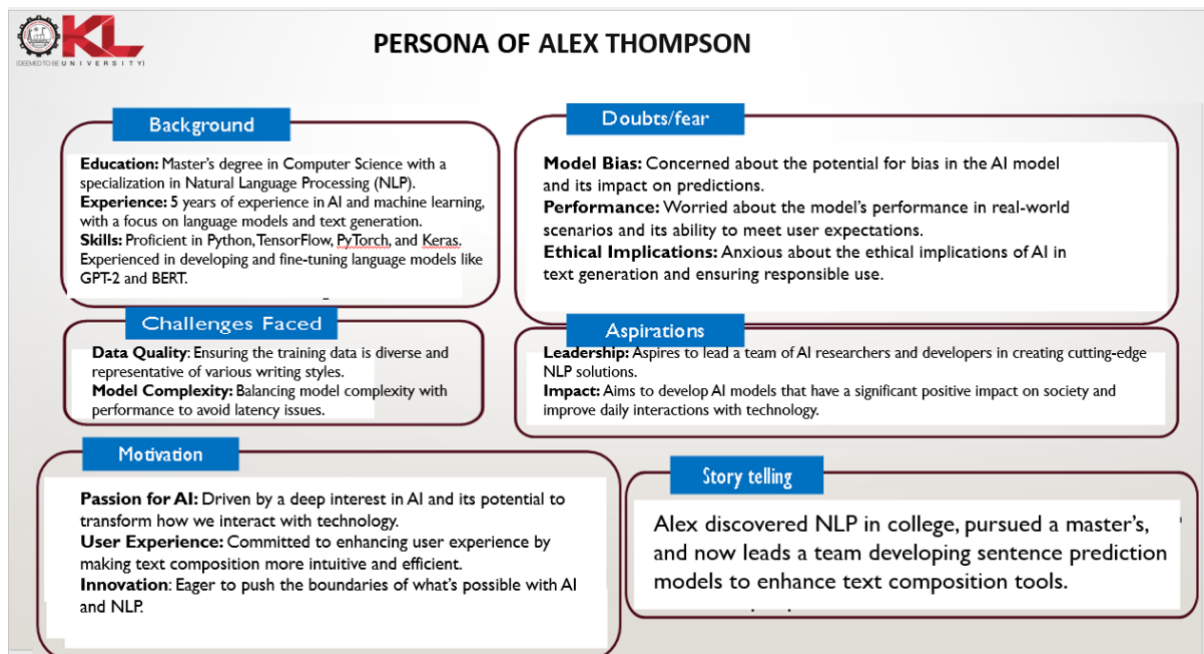 KL
(DEEMED TO BE UNIVERSITY)
PERSONA OF ALEX THOMPSON
Background
Education: Master's degree in Computer Science with a
specialization in Natural Language Processing (NLP).
Experience: 5 years of experience in AI and machine learning,
with a focus on language models and text generation.
Skills: Proficient in Python, TensorFlow, PyTorch, and Keras.
Experienced in developing and fine-tuning language models like
GPT-2 and BERT.
Doubts/fear
Model Bias: Concerned about the potential for bias in the AI model
and its impact on predictions.
Performance: Worried about the model's performance in real-world
scenarios and its ability to meet user expectations.
Ethical Implications: Anxious about the ethical implications of AI in
text generation and ensuring responsible use.
Challenges Faced
Data Quality: Ensuring the training data is diverse and
representative of various writing styles.
Model Complexity: Balancing model complexity with
performance to avoid latency issues.
Aspirations
Leadership: Aspires to lead a team of AI researchers and developers in creating cutting-edge
NLP solutions.
Impact: Aims to develop AI models that have a significant positive impact on society and
improve daily interactions with technology.
Motivation
Passion for AI: Driven by a deep interest in AI and its potential to
transform how we interact with technology.
User Experience: Committed to enhancing user experience by
making text composition more intuitive and efficient.
Innovation: Eager to push the boundaries of what's possible with AI
and NLP.
Story telling
Alex discovered NLP in college, pursued a master's,
and now leads a team developing sentence prediction
models to enhance text composition tools.